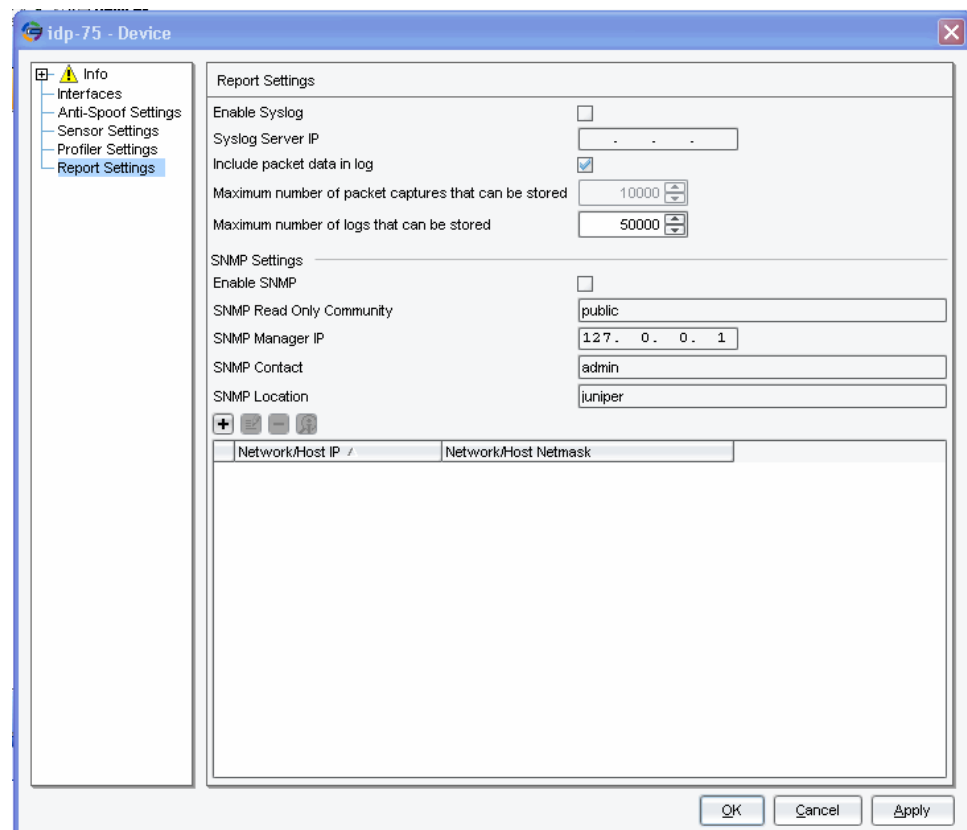 idp-75 - Device
Info
Interfaces
Anti-Spoof Settings
Sensor Settings
Profiler Settings
Report Settings
Report Settings
Enable Syslog
Syslog Server IP . . .
Include packet data in log
Maximum number of packet captures that can be stored 10000
Maximum number of logs that can be stored 50000
SNMP Settings
Enable SNMP
SNMP Read Only Community public
SNMP Manager IP 127. 0. 0. 1
SNMP Contact admin
SNMP Location juniper
Network/Host IP Network/Host Netmask
OK Cancel Apply